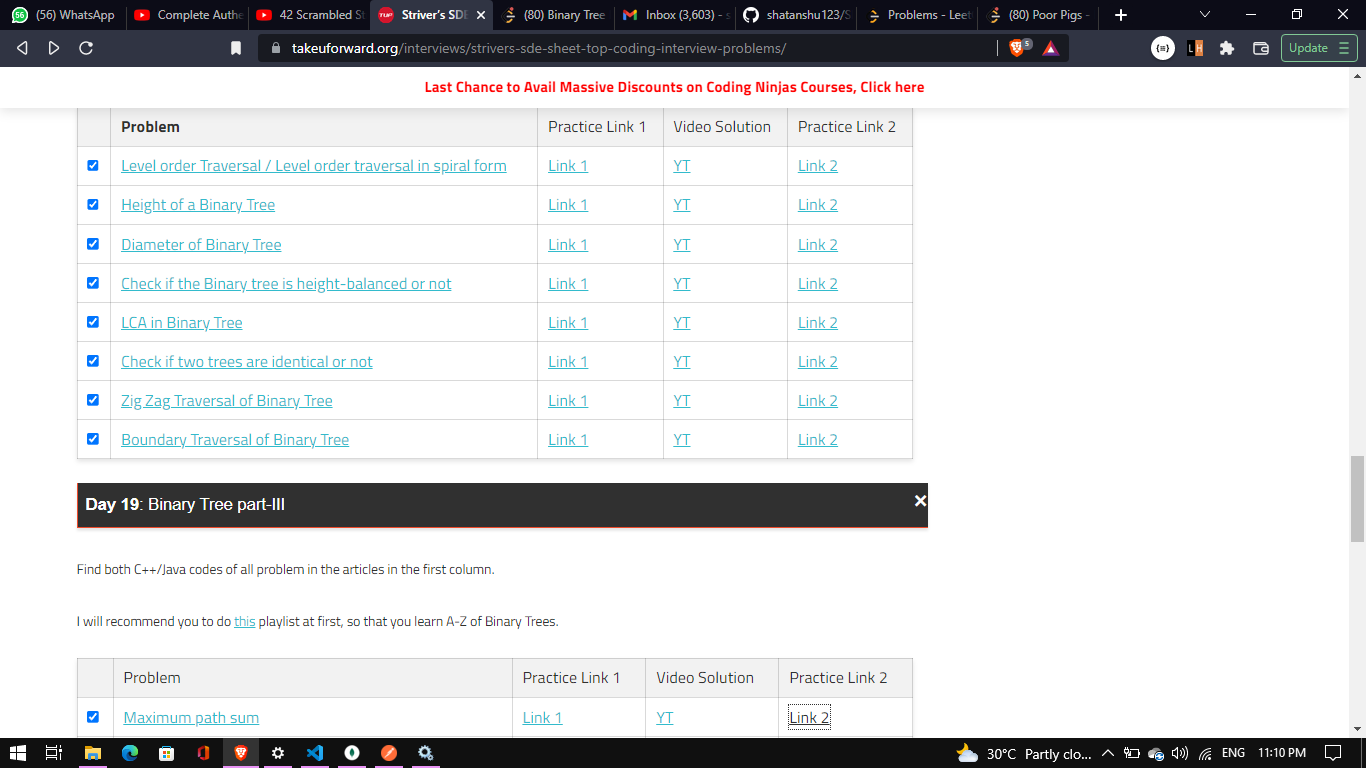 (56) WhatsApp
Complete Authe
42 Scrambled St
Striver's SDE
(80) Binary Tree
Inbox (3,603) - s
shatanshu123/S
Problems - Leet
(80) Poor Pigs -
takeuforward.org/interviews/strivers-sde-sheet-top-coding-interview-problems/
5
Update
Last Chance to Avail Massive Discounts on Coding Ninjas Courses, Click here
Problem Practice Link 1 Video Solution Practice Link 2
Level order Traversal / Level order traversal in spiral form Link 1 YT Link 2
Height of a Binary Tree Link 1 YT Link 2
Diameter of Binary Tree Link 1 YT Link 2
Check if the Binary tree is height-balanced or not Link 1 YT Link 2
LCA in Binary Tree Link 1 YT Link 2
Check if two trees are identical or not Link 1 YT Link 2
Zig Zag Traversal of Binary Tree Link 1 YT Link 2
Boundary Traversal of Binary Tree Link 1 YT Link 2
Day 19: Binary Tree part-III
Find both C++/Java codes of all problem in the articles in the first column.
I will recommend you to do this playlist at first, so that you learn A-Z of Binary Trees.
Problem Practice Link 1 Video Solution Practice Link 2
Maximum path sum Link 1 YT Link 2
30°C Partly clo... ENG 11:10 PM